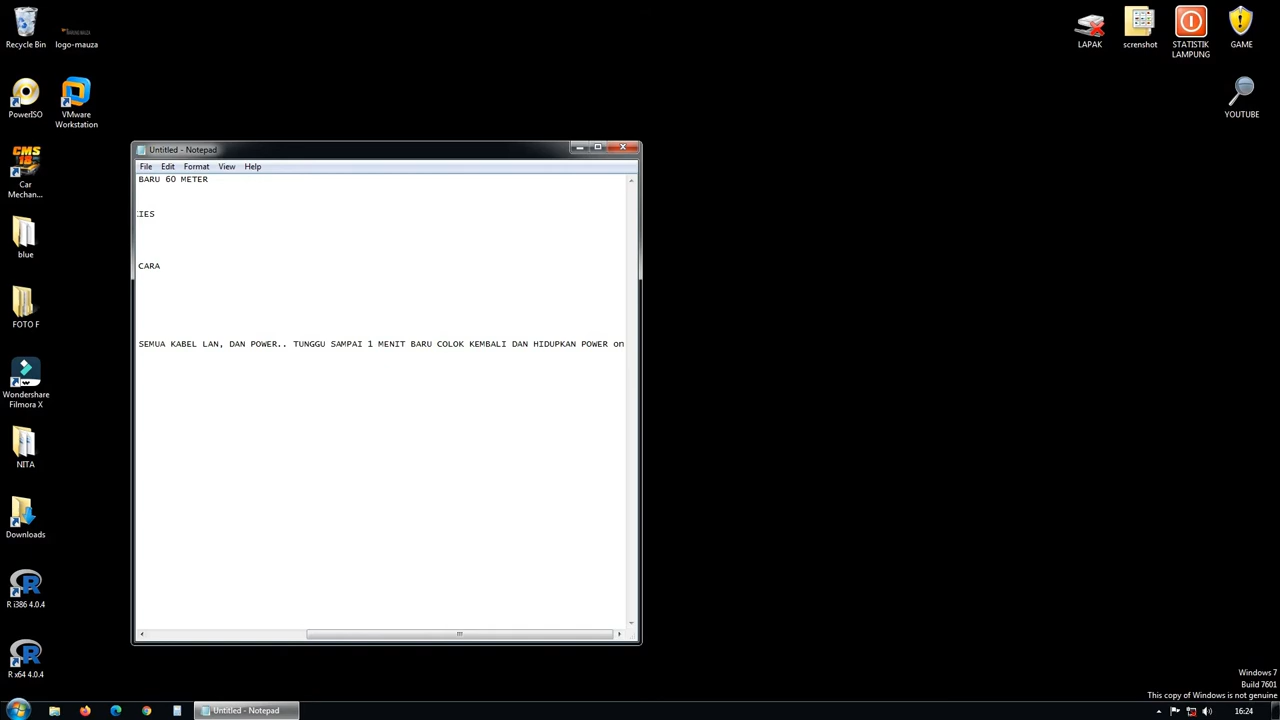 Recycle Bin
logo-mauza
PowerISO
VMware
Workstation
CMS
18
Car
Mechan...
blue
FOTO F
Wondershare
Filmora X
NITA
Downloads
R i386 4.0.4
R x64 4.0.4
LAPAK
screnshot
STATISTIK
LAMPUNG
GAME
YOUTUBE
Untitled - Notepad
File Edit Format View Help
BARU 60 METER
IES
CARA
SEMUA KABEL LAN, DAN POWER.. TUNGGU SAMPAI 1 MENIT BARU COLOK KEMBALI DAN HIDUPKAN POWER on
Windows 7
Build 7601
This copy of Windows is not genuine
Untitled - Notepad
16:24